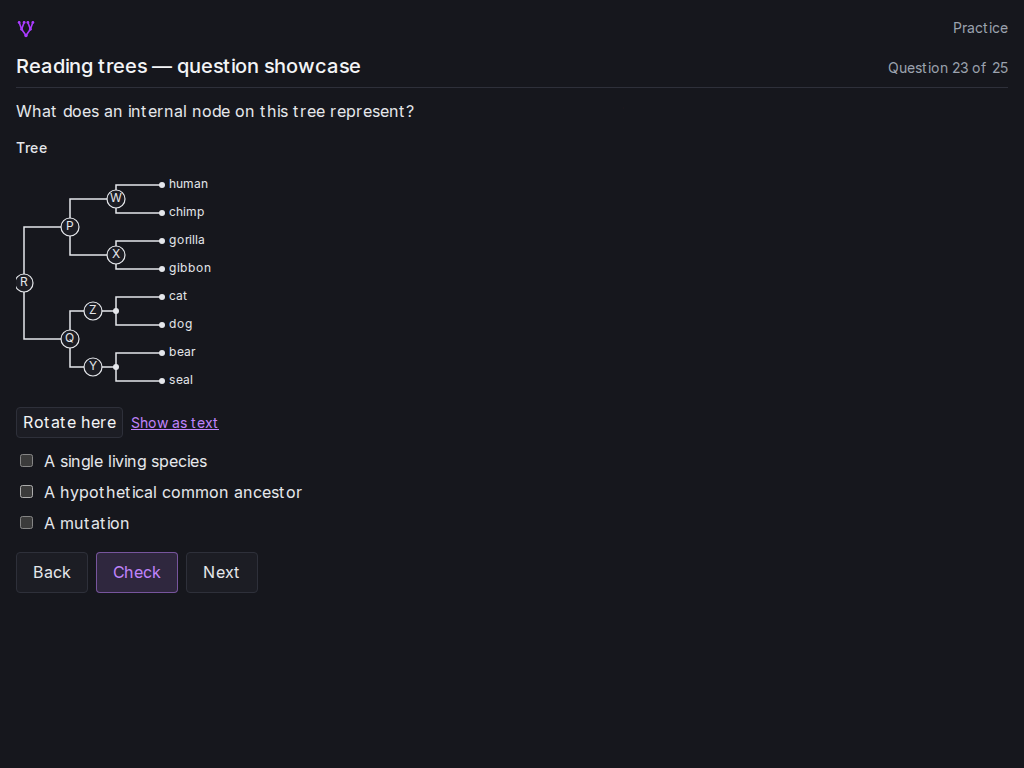 Practice
Reading trees — question showcase
Question 23 of 25
What does an internal node on this tree represent?
Tree
human
W
chimp
P
gorilla
X
gibbon
R
cat
Z
dog
Q
bear
Y
seal
Rotate here Show as text
A single living species
A hypothetical common ancestor
A mutation
Back Check Next